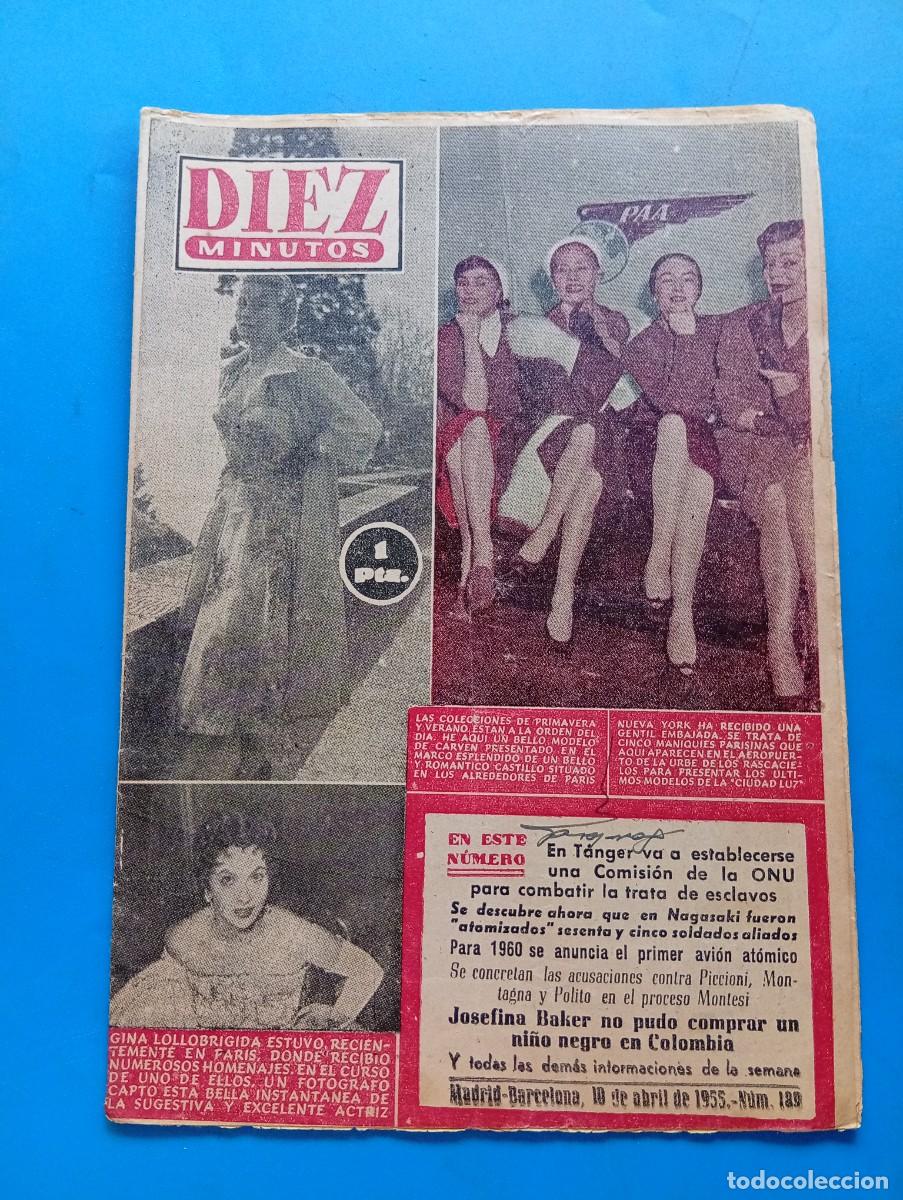 DIEZ
MINUTOS
PAA
1
Ptz.
LAS COLECCIONES DE PRIMAVERA
Y VERANO ESTAN A LA ORDEN DEL
DIA. HE AQUI UN BELLO MODELO
DE CARVEN PRESENTADO EN EL
MARCO ESPLENDIDO DE UN BELLO
Y ROMANTICO CASTILLO SITUADO
EN LOS ALREDEDORES DE PARIS
NUEVA YORK HA RECIBIDO UNA
GENTIL EMBAJADA. SE TRATA DE
CINCO MANIQUIES PARISINAS QUE
AQUI APARECEN EN EL AEROPUER-
TO DE LA URBE DE LOS RASCACIE-
LOS PARA PRESENTAR LOS ULTI-
MOS MODELOS DE LA "CIUDAD LUZ"
GINA LOLLOBRIGIDA ESTUVO, RECIEN-
TEMENTE EN PARIS, DONDE RECIBIO
NUMEROSOS HOMENAJES. EN EL CURSO
DE UNO DE ELLOS, UN FOTOGRAFO
CAPTO ESTA BELLA INSTANTANEA DE
LA SUGESTIVA Y EXCELENTE ACTRIZ
EN ESTE
NÚMERO
En Tánger va a establecerse
una Comisión de la ONU
para combatir la trata de esclavos
Se descubre ahora que en Nagasaki fueron
"atomizados" sesenta y cinco soldados aliados
Para 1960 se anuncia el primer avión atómico
Se concretan las acusaciones contra Piccioni, Mon-
tagna y Polito en el proceso Montesi
Josefina Baker no pudo comprar un
niño negro en Colombia
Y todas las demás informaciones de la semana
Madrid-Barcelona, 10 de abril de 1955.-Núm. 189
todocoleccion